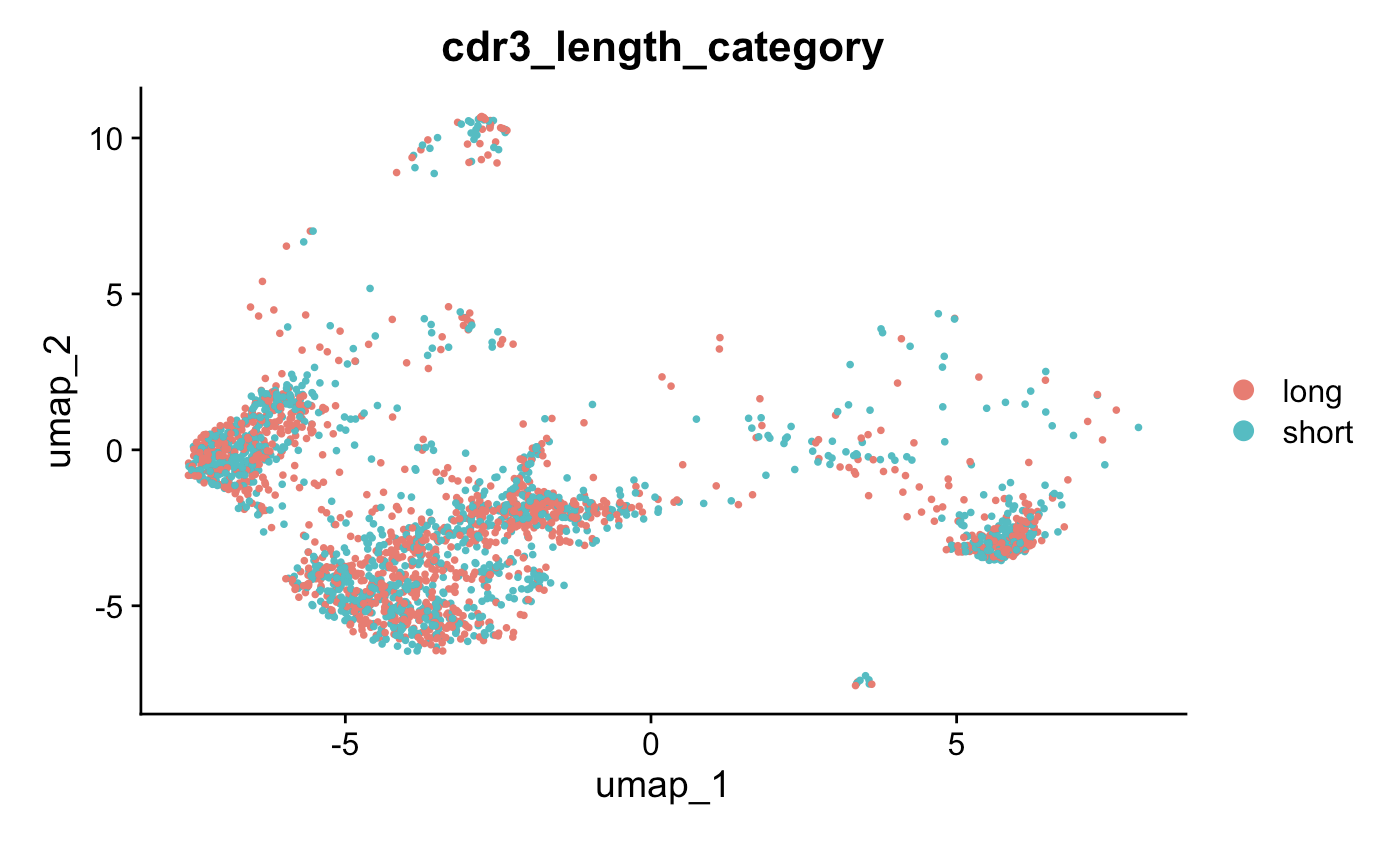 cdr3_length_category
10
5
0
-5
umap_2
-5
0
5
umap_1
long
short